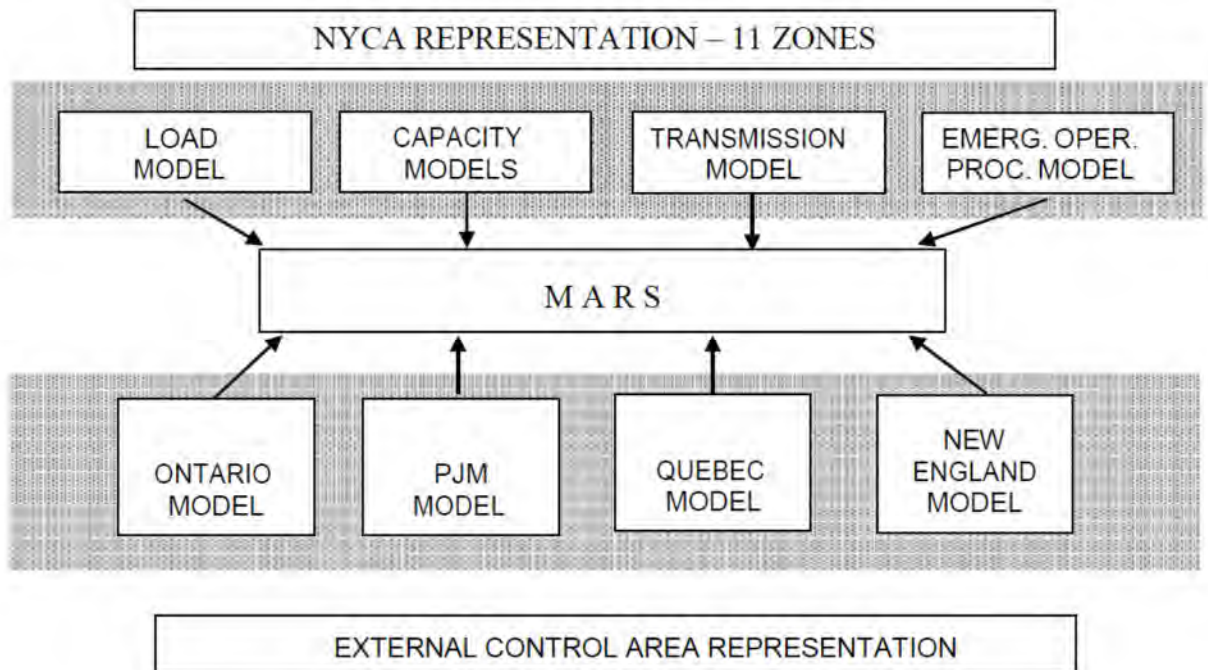 NYCA REPRESENTATION – 11 ZONES
LOAD
MODEL
CAPACITY
MODELS
TRANSMISSION
MODEL
EMERG. OPER.
PROC. MODEL
M A R S
ONTARIO
MODEL
PJM
MODEL
QUEBEC
MODEL
NEW
ENGLAND
MODEL
EXTERNAL CONTROL AREA REPRESENTATION